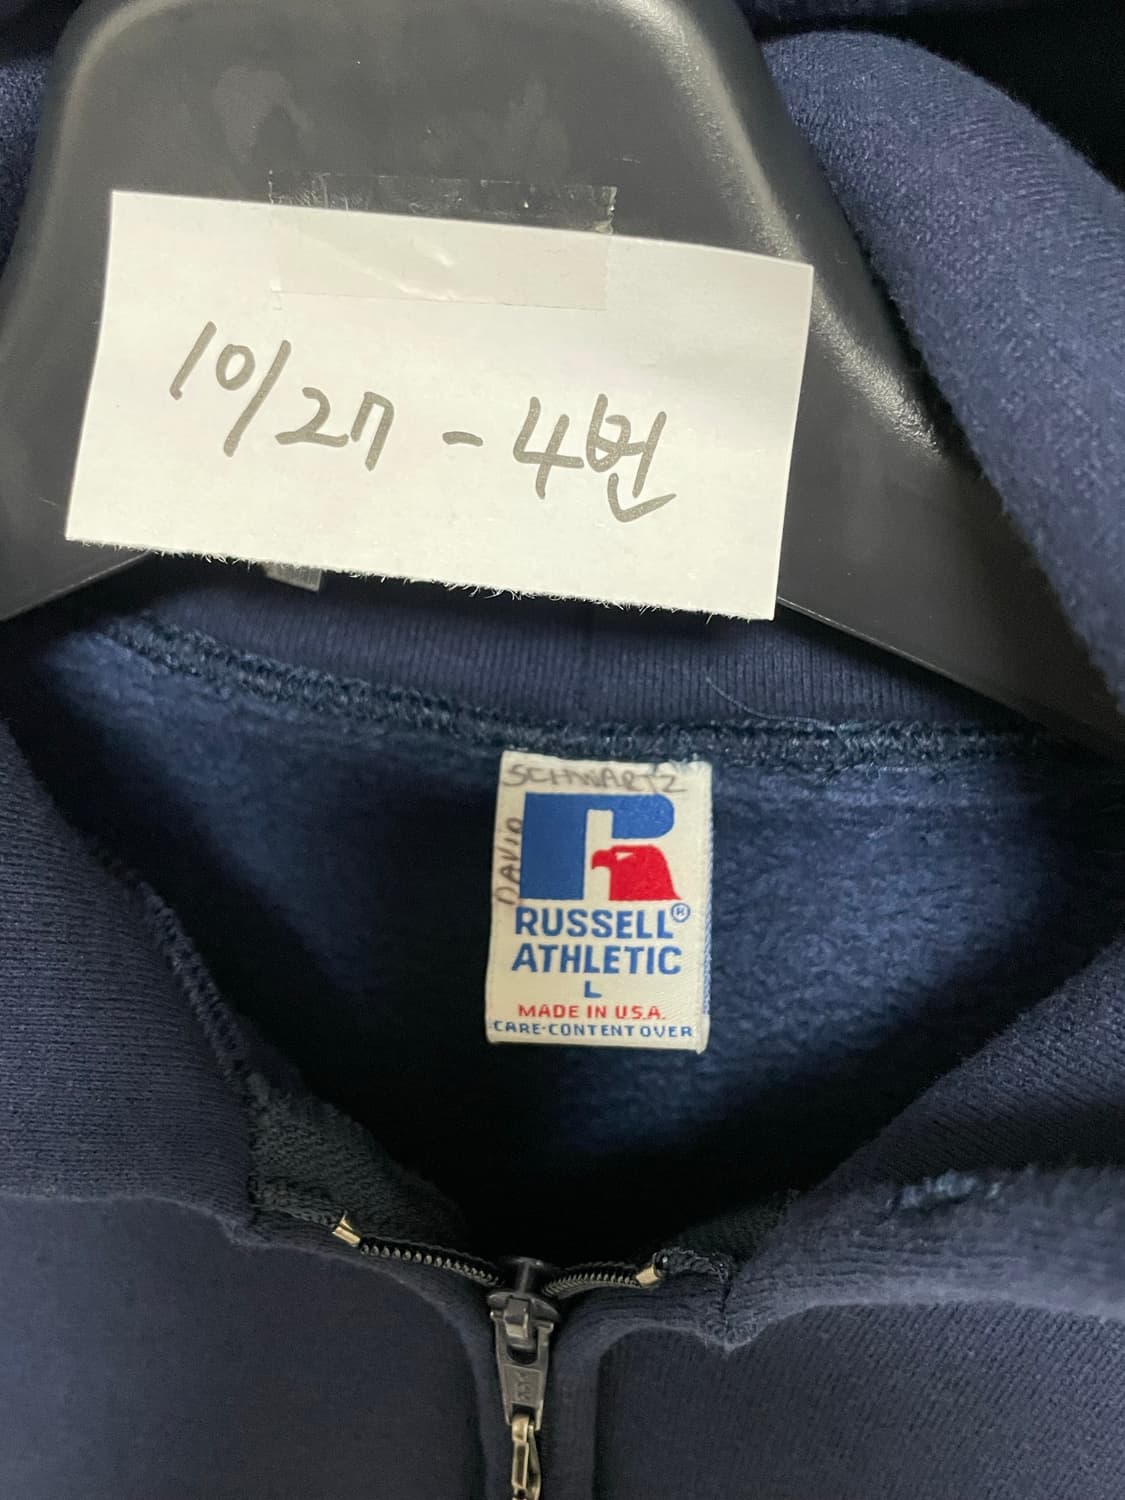 10/27 - 4번
SCHWARTZ
DAVID
RUSSELL®
ATHLETIC
L
MADE IN U.S.A.
CARE-CONTENT OVER